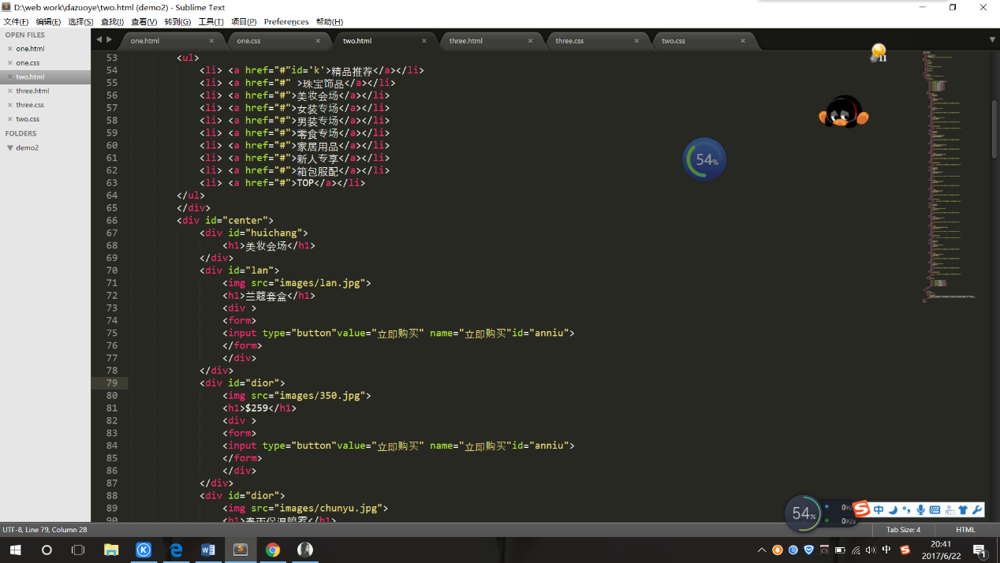 D:\web work\dazuoye\two.html (demo2) - Sublime Text
文件(F) 编辑(E) 选择(S) 查找(I) 查看(V) 转到(G) 工具(T) 项目(P) Preferences 帮助(H)
OPEN FILES
one.html
one.css
two.html
three.html
three.css
two.css
FOLDERS
demo2
one.html one.css two.html three.html three.css two.css
53 <ul>
54 <li> <a href="#"id='k'>精品推荐</a></li>
55 <li> <a href="#" >珠宝饰品</a></li>
56 <li> <a href="#">美妆会场</a></li>
57 <li> <a href="#">女装专场</a></li>
58 <li> <a href="#">男装专场</a></li>
59 <li> <a href="#">零食专场</a></li>
60 <li> <a href="#">家居用品</a></li>
61 <li> <a href="#">新人专享</a></li>
62 <li> <a href="#">箱包服配</a></li>
63 <li> <a href="#">TOP</a></li>
64 </ul>
65 </div>
66 <div id="center">
67 <div id="huichang">
68 <h1>美妆会场</h1>
69 </div>
70 <div id="lan">
71 <img src="images/lan.jpg">
72 <h1>兰蔻套盒</h1>
73 <div >
74 <form>
75 <input type="button"value="立即购买" name="立即购买"id="anniu">
76 </form>
77 </div>
78 </div>
79 <div id="dior">
80 <img src="images/350.jpg">
81 <h1>$259</h1>
82 <div >
83 <form>
84 <input type="button"value="立即购买" name="立即购买"id="anniu">
85 </form>
86 </div>
87 </div>
88 <div id="dior">
89 <img src="images/chunyu.jpg">
90 <h1>春雨保湿喷雾</h1>
11
54%
54%
0K/s
0K/s
中
UTF-8, Line 79, Column 28
Tab Size: 4
HTML
中
20:41
2017/6/22
1